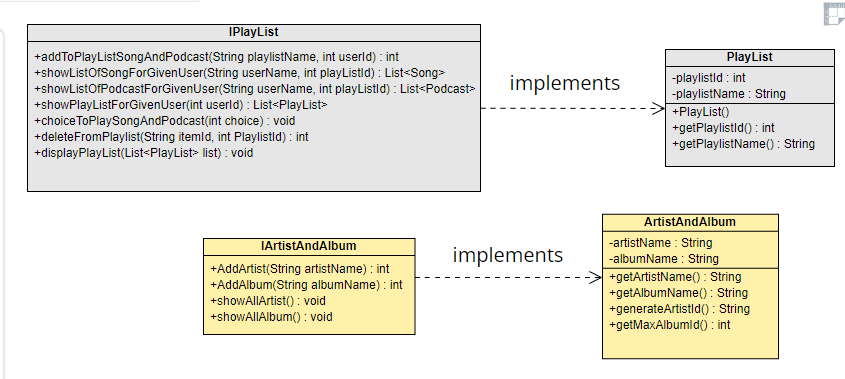 IPlayList
+addToPlayListSongAndPodcast(String playlistName, int userId) : int
+showListOfSongForGivenUser(String userName, int playListId) : List<Song>
+showListOfPodcastForGivenUser(String userName, int playListId) : List<Podcast>
+showPlayListForGivenUser(int userId) : List<PlayList>
+choiceToPlaySongAndPodcast(int choice) : void
+deleteFromPlaylist(String itemId, int PlaylistId) : int
+displayPlayList(List<PlayList> list) : void
implements
PlayList
-playlistId : int
-playlistName : String
+PlayList()
+getPlaylistId() : int
+getPlaylistName() : String
IArtistAndAlbum
+AddArtist(String artistName) : int
+AddAlbum(String albumName) : int
+showAllArtist() : void
+showAllAlbum() : void
implements
ArtistAndAlbum
-artistName : String
-albumName : String
+getArtistName() : String
+getAlbumName() : String
+generateArtistId() : String
+getMaxAlbumId() : int